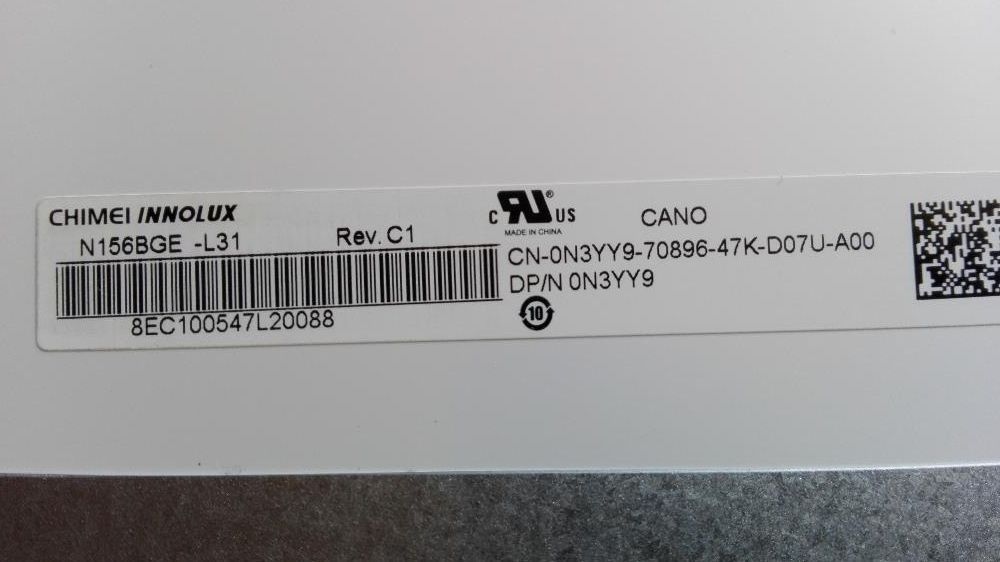 CHIMEI INNOLUX
N156BGE -L31 Rev. C1
8EC100547L20088
C RU® US
MADE IN CHINA
CANO
CN-0N3YY9-70896-47K-D07U-A00
DP/N 0N3YY9
10